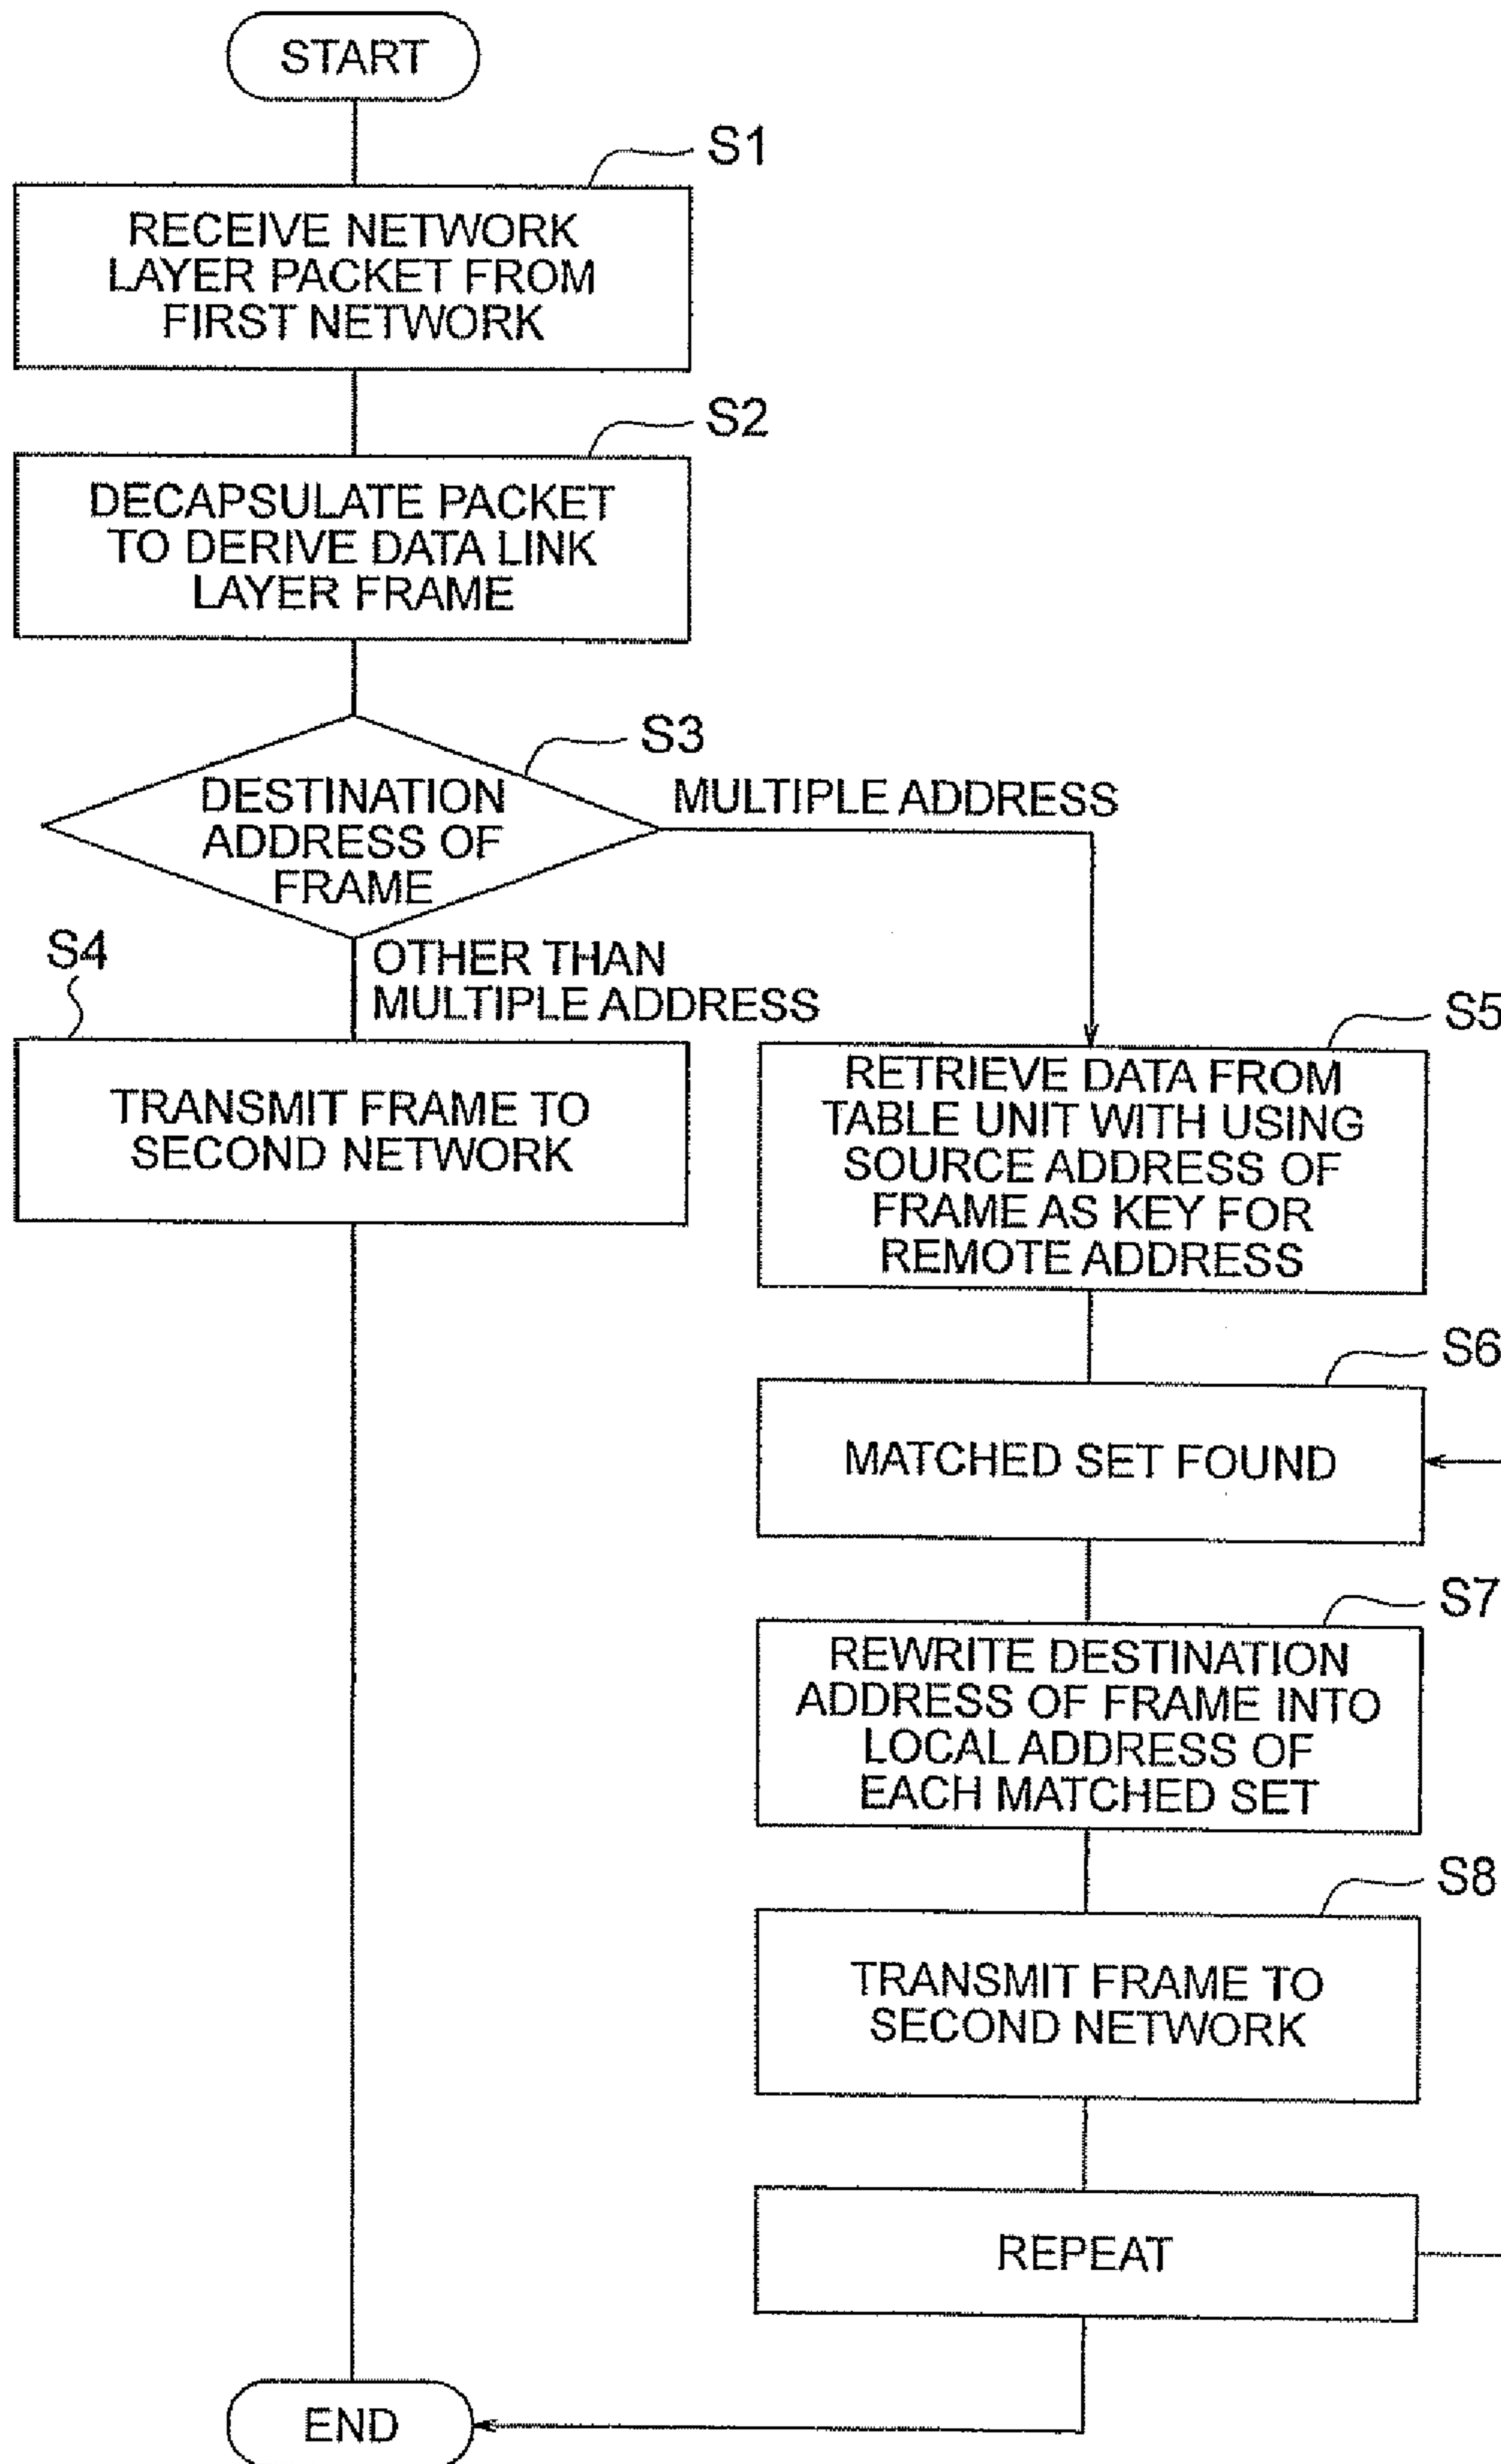 START
S1
RECEIVE NETWORK
LAYER PACKET FROM
FIRST NETWORK
S2
DECAPSULATE PACKET
TO DERIVE DATA LINK
LAYER FRAME
S3
DESTINATION
ADDRESS OF
FRAME
MULTIPLE ADDRESS
OTHER THAN
MULTIPLE ADDRESS
S4
TRANSMIT FRAME TO
SECOND NETWORK
S5
RETRIEVE DATA FROM
TABLE UNIT WITH USING
SOURCE ADDRESS OF
FRAME AS KEY FOR
REMOTE ADDRESS
S6
MATCHED SET FOUND
S7
REWRITE DESTINATION
ADDRESS OF FRAME INTO
LOCAL ADDRESS OF
EACH MATCHED SET
S8
TRANSMIT FRAME TO
SECOND NETWORK
REPEAT
END